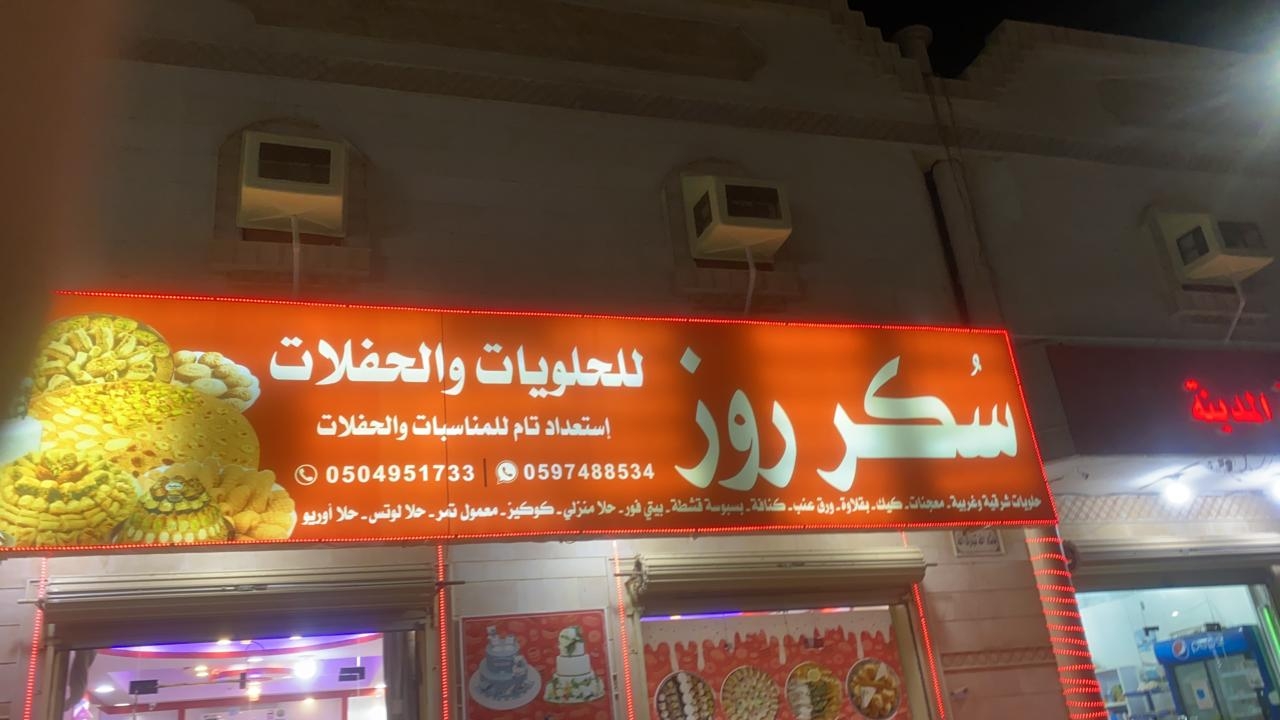 سُكر روز
للحلويات والحفلات
إستعداد تام للمناسبات والحفلات
0504951733 | 0597488534
حلويات شرقية وغربية - معجنات - كيك - بقلاوة - ورق عنب - كنافة - بسبوسة قشطة - بيتي فور - حلا منزلي - كوكيز - معمول تمر - حلا لوتس - حلا أوريو
المدينة
pepsi